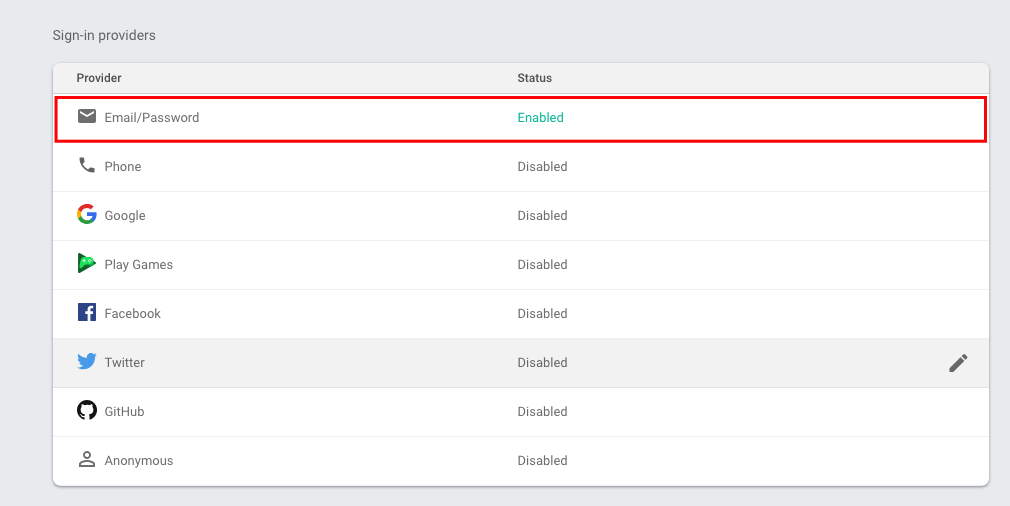 Sign-in providers
Provider Status
Email/Password Enabled
Phone Disabled
Google Disabled
Play Games Disabled
Facebook Disabled
Twitter Disabled
GitHub Disabled
Anonymous Disabled